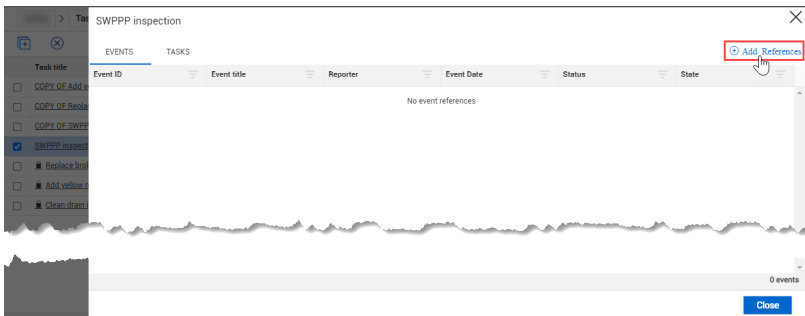 > Tas
SWPPP inspection
EVENTS TASKS
Add References
Task title
Event ID Event title Reporter Event Date Status State
No event references
COPY OF Add y
COPY OF Repla
COPY OF SWPP
SWPPP inspect
Replace brol
Add yellow r
Clean drain i
0 events
Close